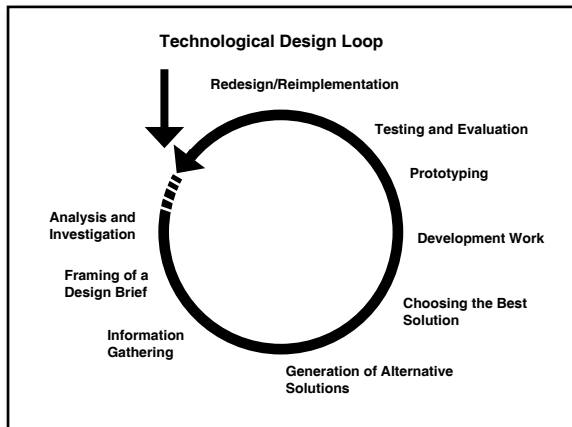 Technological Design Loop
Redesign/Reimplementation
Testing and Evaluation
Prototyping
Analysis and
Investigation
Development Work
Framing of a
Design Brief
Choosing the Best
Solution
Information
Gathering
Generation of Alternative
Solutions